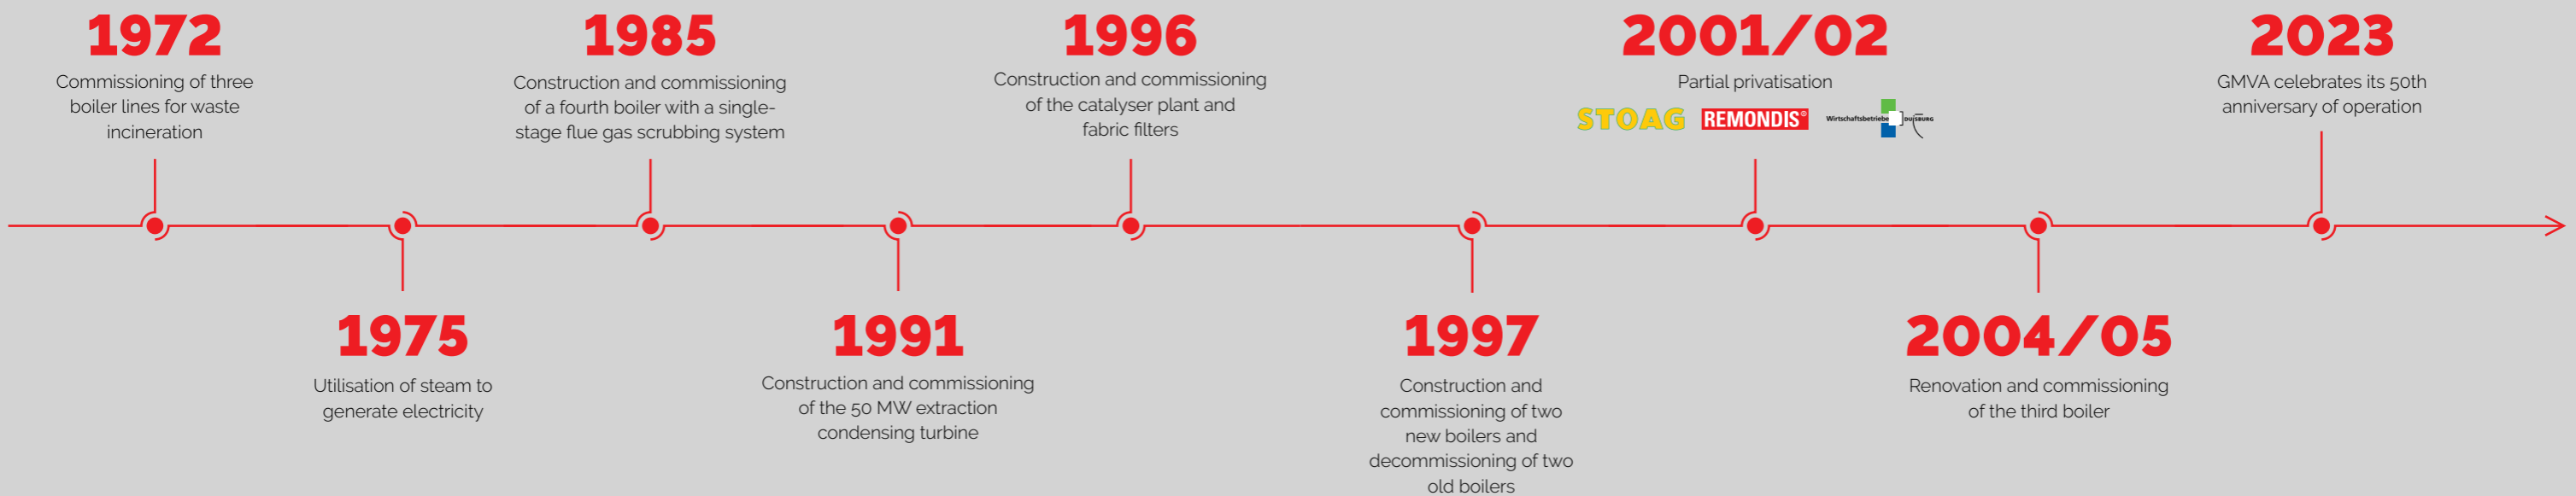 1972
Commissioning of three
boiler lines for waste
incineration
1975
Utilisation of steam to
generate electricity
1985
Construction and commissioning
of a fourth boiler with a single-
stage flue gas scrubbing system
1991
Construction and commissioning
of the 50 MW extraction
condensing turbine
1996
Construction and commissioning
of the catalyser plant and
fabric filters
1997
Construction and
commissioning of two
new boilers and
decommissioning of two
old boilers
2001/02
Partial privatisation
STOAG REMONDIS® Wirtschaftsbetriebe DUISBURG
2004/05
Renovation and commissioning
of the third boiler
2023
GMVA celebrates its 50th
anniversary of operation